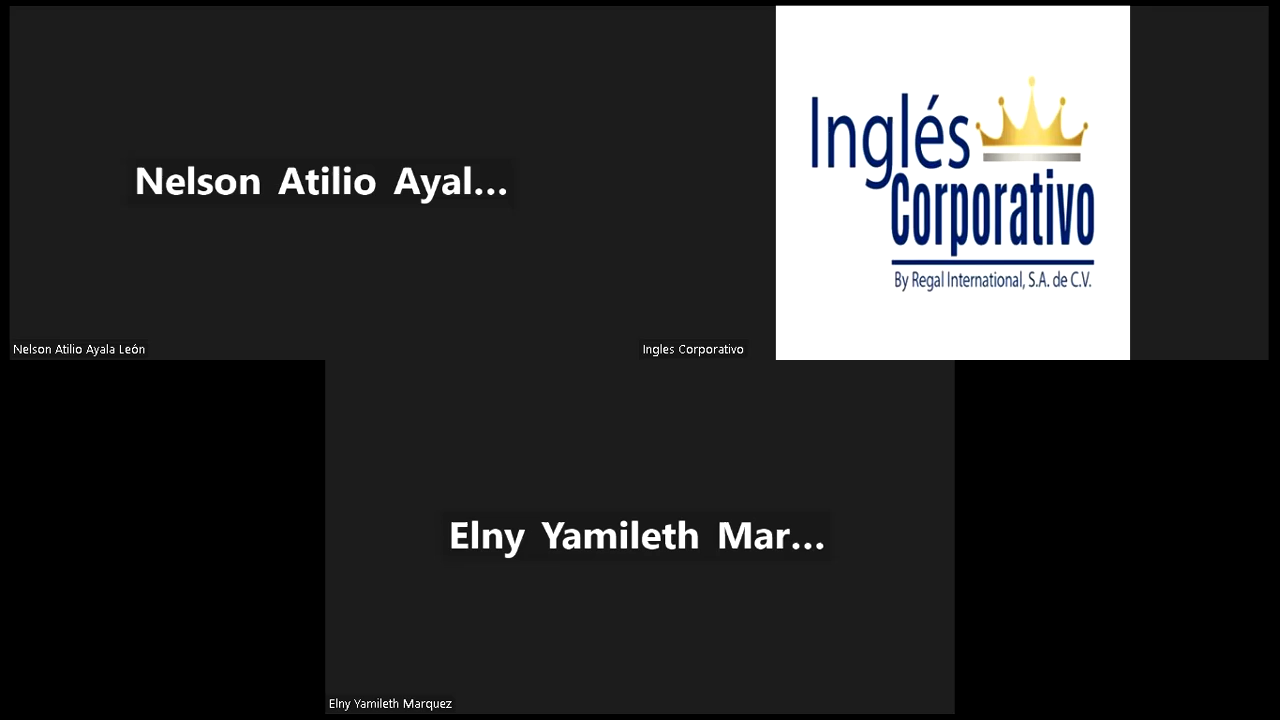 Nelson Atilio Ayal...
Nelson Atilio Ayala León
Inglés
Corporativo
By Regal International, S.A. de C.V.
Ingles Corporativo
Elny Yamileth Mar...
Elny Yamileth Marquez